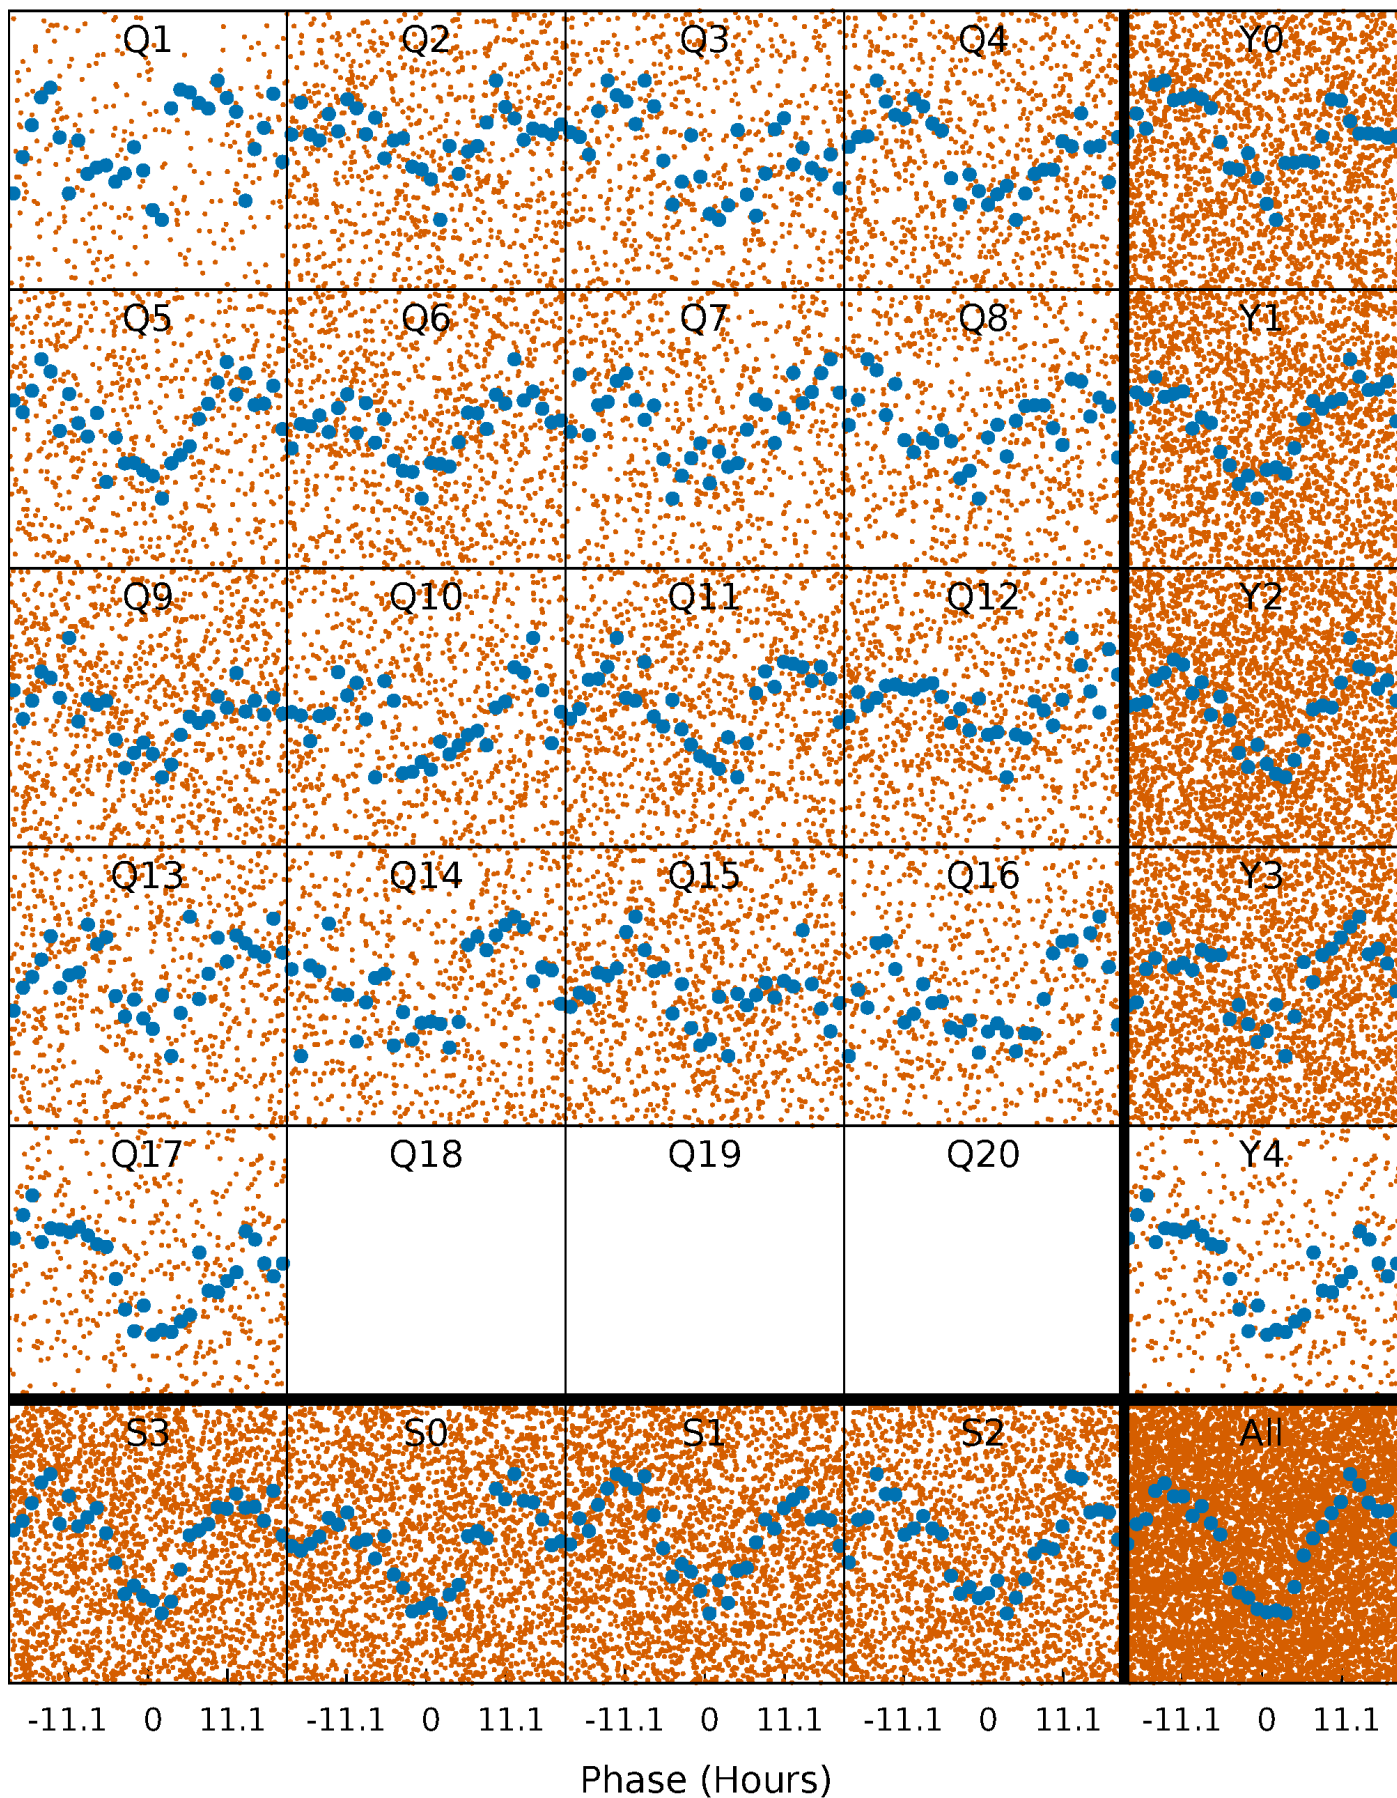 Q1 Q2 Q3 Q4 Y0
Q5 Q6 Q7 Q8 Y1
Q9 Q10 Q11 Q12 Y2
Q13 Q14 Q15 Q16 Y3
Q17 Q18 Q19 Q20 Y4
S3 S0 S1 S2 All
-11.1 0 11.1 -11.1 0 11.1 -11.1 0 11.1 -11.1 0 11.1 -11.1 0 11.1
Phase (Hours)